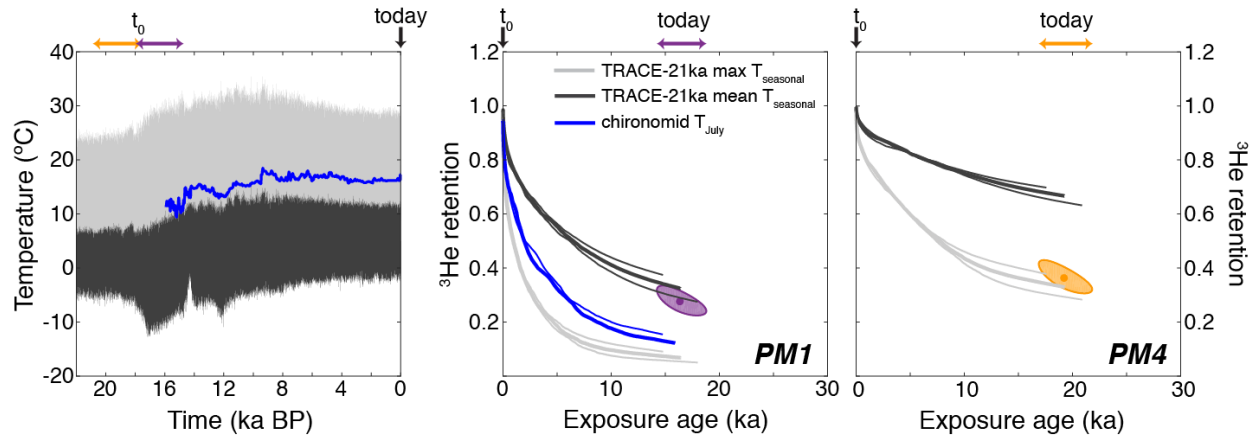 t0
today
40
30
20
10
0
-10
-20
Temperature (ºC)
22 20 16 12 8 4 0
Time (ka BP)
t0
today
1.2
1.0
0.8
0.6
0.4
0.2
3He retention
TRACE-21ka max Tseasonal
TRACE-21ka mean Tseasonal
chironomid TJuly
PM1
0 10 20 30
Exposure age (ka)
t0
today
1.2
1.0
0.8
0.6
0.4
0.2
3He retention
PM4
0 10 20 30
Exposure age (ka)